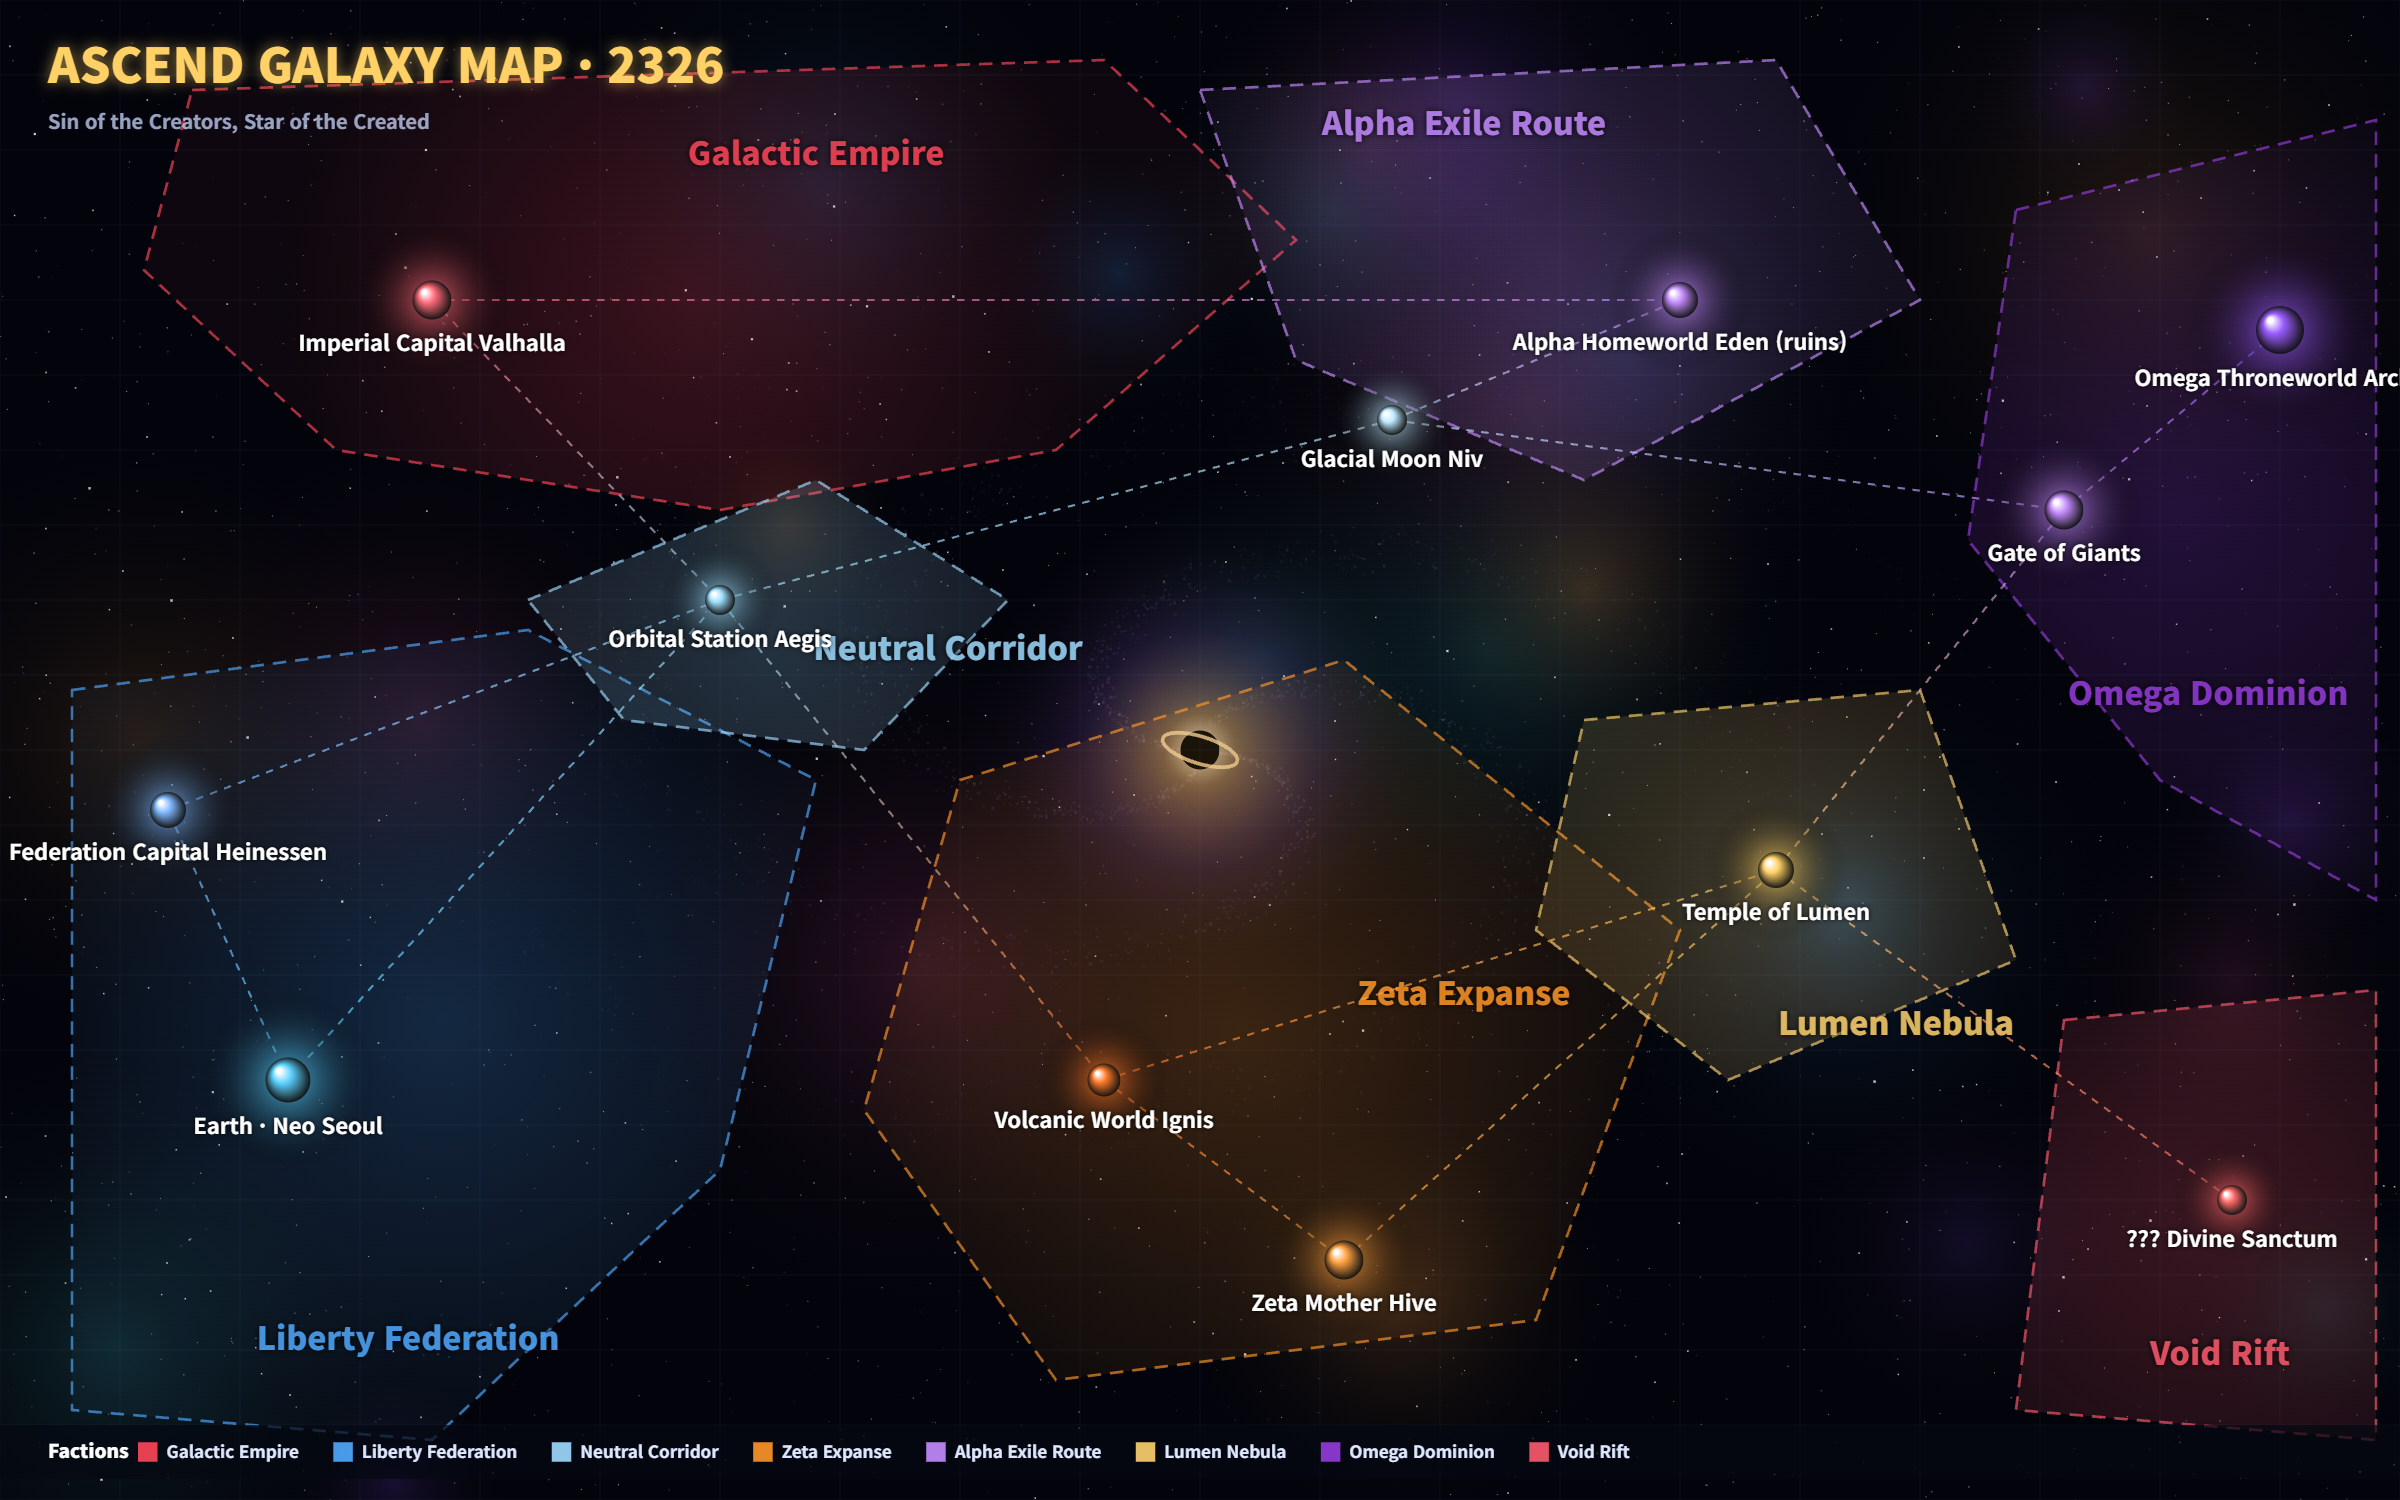 ASCEND GALAXY MAP · 2326
Sin of the Creators, Star of the Created
Galactic Empire
Alpha Exile Route
Imperial Capital Valhalla
Alpha Homeworld Eden (ruins)
Omega Throneworld
Glacial Moon Niv
Gate of Giants
Orbital Station Aegis
Neutral Corridor
Omega Dominion
Federation Capital Heinessen
Temple of Lumen
Zeta Expanse
Lumen Nebula
Volcanic World Ignis
Earth · Neo Seoul
??? Divine Sanctum
Zeta Mother Hive
Liberty Federation
Void Rift
Factions Galactic Empire Liberty Federation Neutral Corridor Zeta Expanse Alpha Exile Route Lumen Nebula Omega Dominion Void Rift